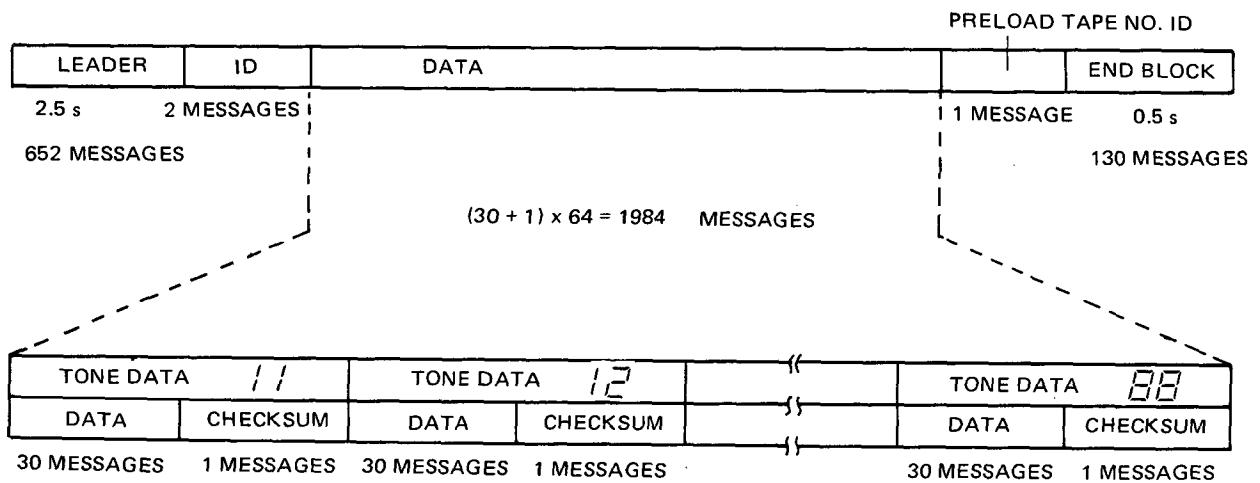 PRELOAD TAPE NO. ID
LEADER ID DATA END BLOCK
2.5 s 2 MESSAGES 1 MESSAGE 0.5 s
652 MESSAGES 130 MESSAGES
(30 + 1) x 64 = 1984 MESSAGES
TONE DATA 11 TONE DATA 12 TONE DATA 88
DATA CHECKSUM DATA CHECKSUM DATA CHECKSUM
30 MESSAGES 1 MESSAGES 30 MESSAGES 1 MESSAGES 30 MESSAGES 1 MESSAGES